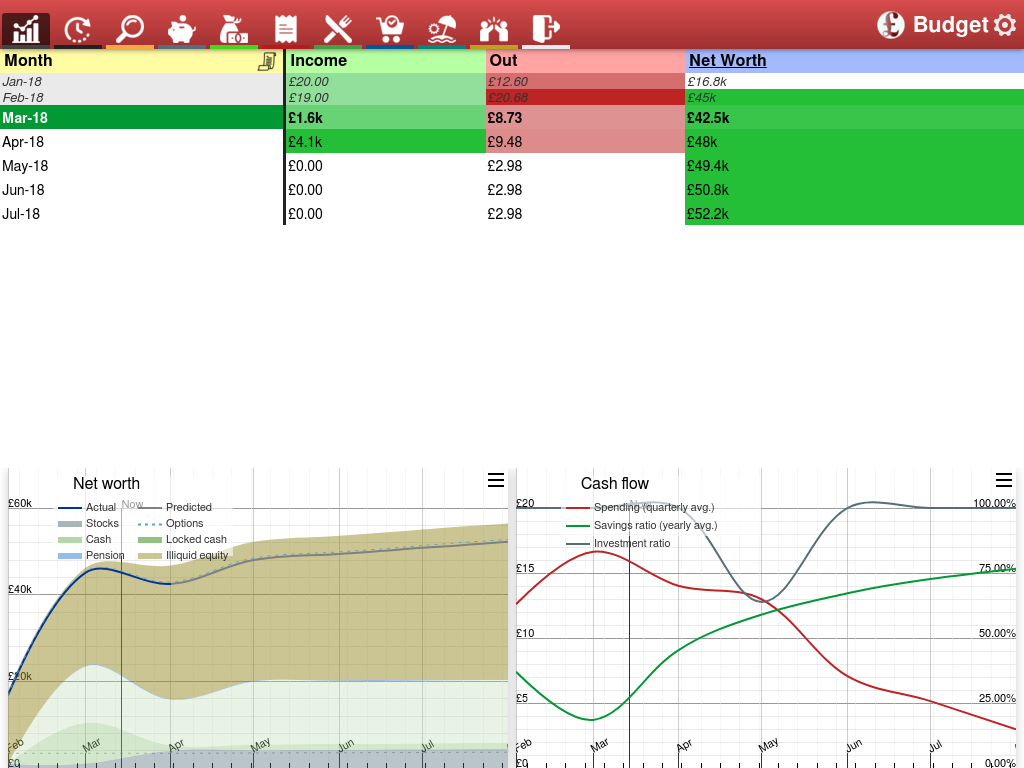 Budget
Month Income Out Net Worth
Jan-18 £20.00 £12.60 £16.8k
Feb-18 £19.00 £20.68 £45k
Mar-18 £1.6k £8.73 £42.5k
Apr-18 £4.1k £9.48 £48k
May-18 £0.00 £2.98 £49.4k
Jun-18 £0.00 £2.98 £50.8k
Jul-18 £0.00 £2.98 £52.2k
Net worth
£60k
Now
Actual Predicted
Stocks Options
Cash Locked cash
Pension Illiquid equity
£40k
£20k
£0
Feb Mar Apr May Jun Jul
Cash flow
£20 100.00%
Now
Spending (quarterly avg.)
Savings ratio (yearly avg.)
Investment ratio
£15 75.00%
£10 50.00%
£5 25.00%
£0 0.00%
Feb Mar Apr May Jun Jul